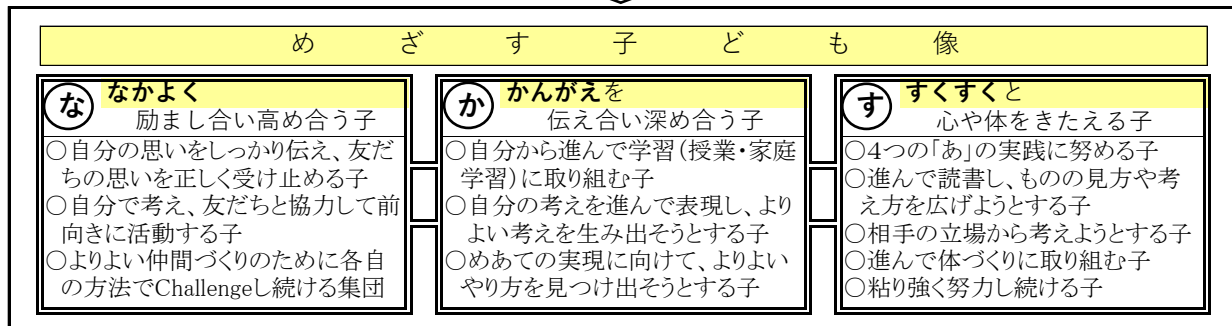 めざす子ども像
な
なかよく
励まし合い高め合う子
○自分の思いをしっかり伝え、友だ
ちの思いを正しく受け止める子
○自分で考え、友だちと協力して前
向きに活動する子
○よりよい仲間づくりのために各自
の方法でChallengeし続ける集団
か
かんがえを
伝え合い深め合う子
○自分から進んで学習(授業・家庭
学習)に取り組む子
○自分の考えを進んで表現し、より
よい考えを生み出そうとする子
○めあての実現に向けて、よりよい
やり方を見つけ出そうとする子
す
すくすくと
心や体をきたえる子
○4つの「あ」の実践に努める子
○進んで読書し、ものの見方や考
え方を広げようとする子
○相手の立場から考えようとする子
○進んで体づくりに取り組む子
○粘り強く努力し続ける子